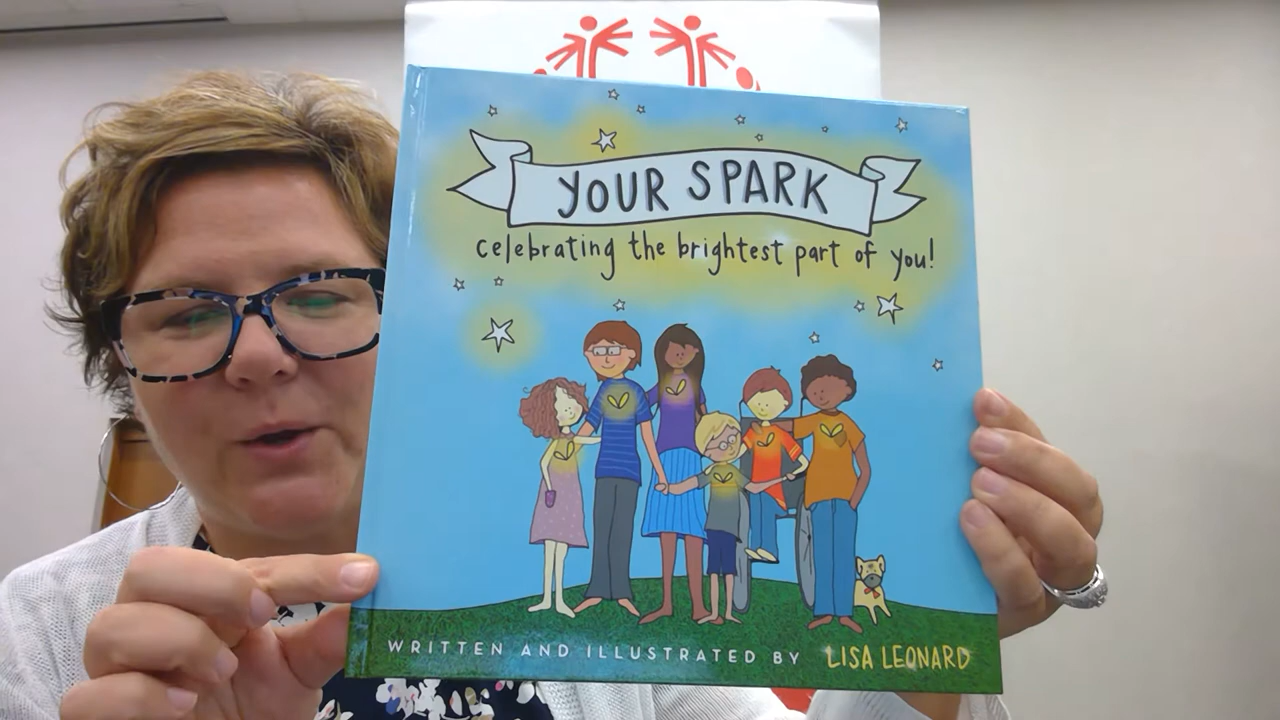 YOUR SPARK
celebrating the brightest part of you!
WRITTEN AND ILLUSTRATED BY LISA LEONARD